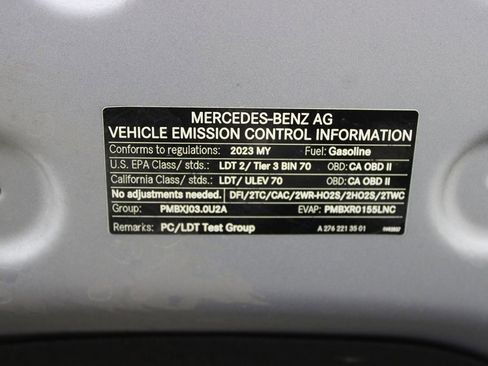 MERCEDES-BENZ AG
VEHICLE EMISSION CONTROL INFORMATION
Conforms to regulations: 2023 MY Fuel: Gasoline
U.S. EPA Class/ stds.: LDT 2/ Tier 3 BIN 70 OBD: CA OBD II
California Class/ stds.: LDT/ ULEV 70 OBD: CA OBD II
No adjustments needed. DFI/2TC/CAC/2WR-HO2S/2HO2S/2TWC
Group: PMBXJ03.0U2A EVAP: PMBXR0155LNC
Remarks: PC/LDT Test Group A 276 221 35 01